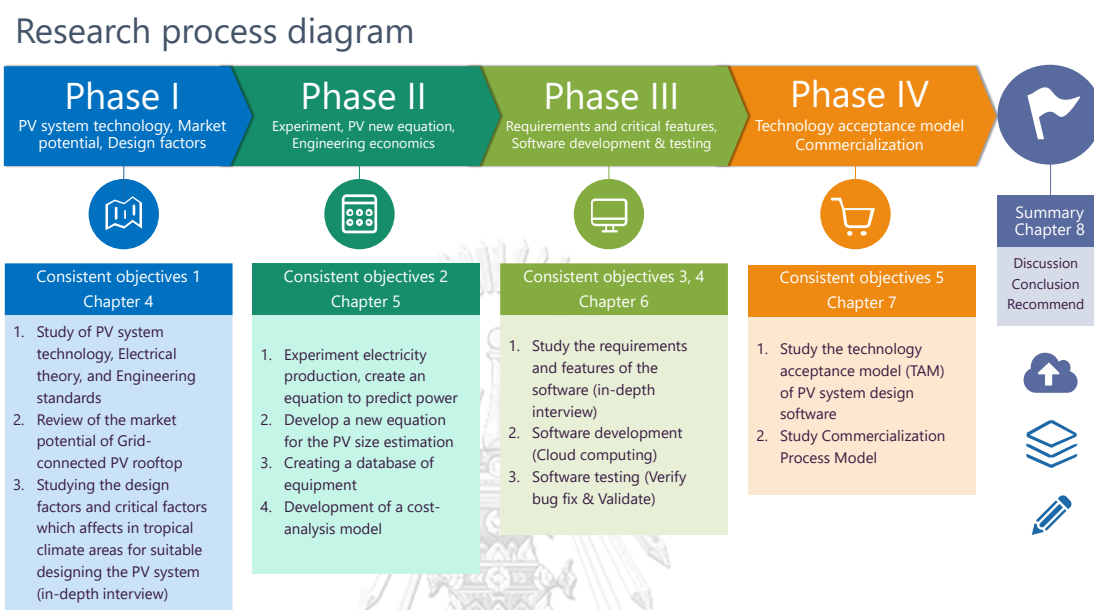 Research process diagram
Phase I
PV system technology, Market
potential, Design factors
Phase II
Experiment, PV new equation,
Engineering economics
Phase III
Requirements and critical features,
Software development & testing
Phase IV
Technology acceptance model
Commercialization
Consistent objectives 1
Chapter 4
1. Study of PV system
technology, Electrical
theory, and Engineering
standards
2. Review of the market
potential of Grid-
connected PV rooftop
3. Studying the design
factors and critical factors
which affects in tropical
climate areas for suitable
designing the PV system
(in-depth interview)
Consistent objectives 2
Chapter 5
1. Experiment electricity
production, create an
equation to predict power
2. Develop a new equation
for the PV size estimation
3. Creating a database of
equipment
4. Development of a cost-
analysis model
Consistent objectives 3, 4
Chapter 6
1. Study the requirements
and features of the
software (in-depth
interview)
2. Software development
(Cloud computing)
3. Software testing (Verify
bug fix & Validate)
Consistent objectives 5
Chapter 7
1. Study the technology
acceptance model (TAM)
of PV system design
software
2. Study Commercialization
Process Model
Summary
Chapter 8
Discussion
Conclusion
Recommend